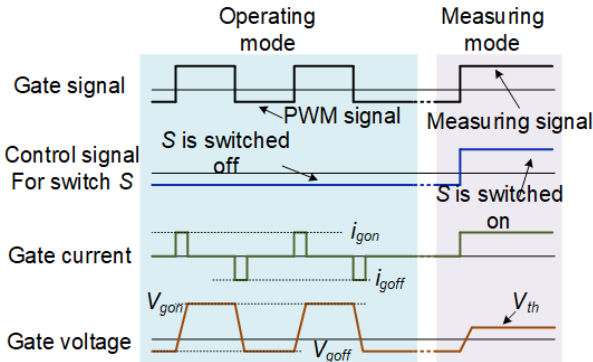 Operating
mode
Measuring
mode
Gate signal
PWM signal
Measuring signal
Control signal
For switch S
S is switched
off
S is switched
on
Gate current
igon
igoff
Gate voltage
Vgon
Vgoff
Vth